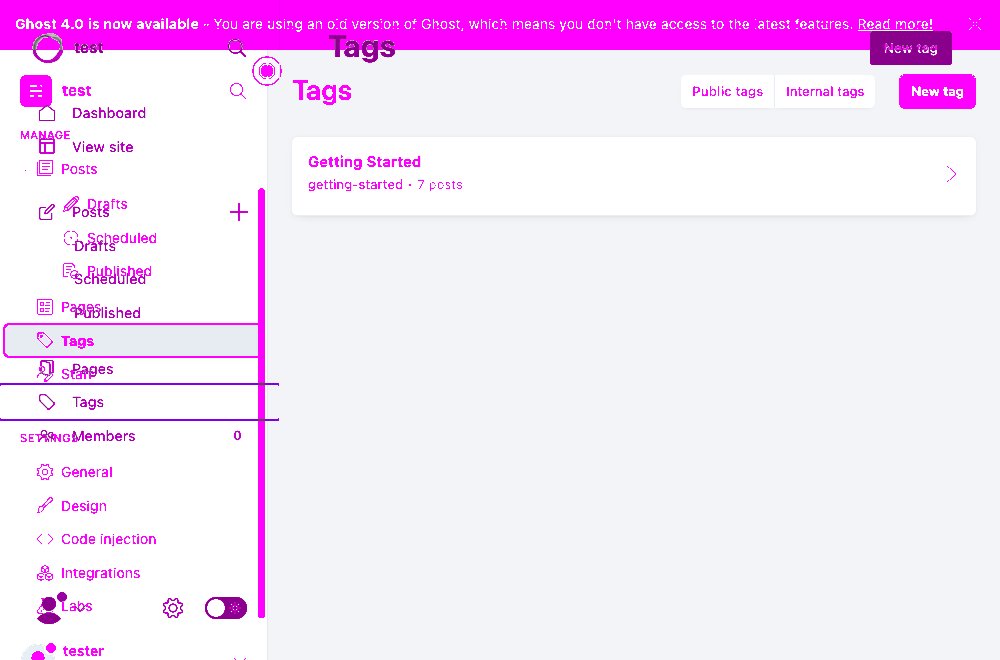 Ghost 4.0 is now available - You are using an old version of Ghost, which means you don't have access to the latest features. Read more!
test
Tags
New tag
test
Tags
Public tags
Internal tags
New tag
Dashboard
MANAGE
View site
Posts
Getting Started
getting-started • 7 posts
Drafts
Posts
Scheduled
Drafts
Published
Scheduled
Pages
Published
Tags
Pages
Staff
Tags
Members
0
SETTINGS
General
Design
Code injection
Integrations
Labs
tester